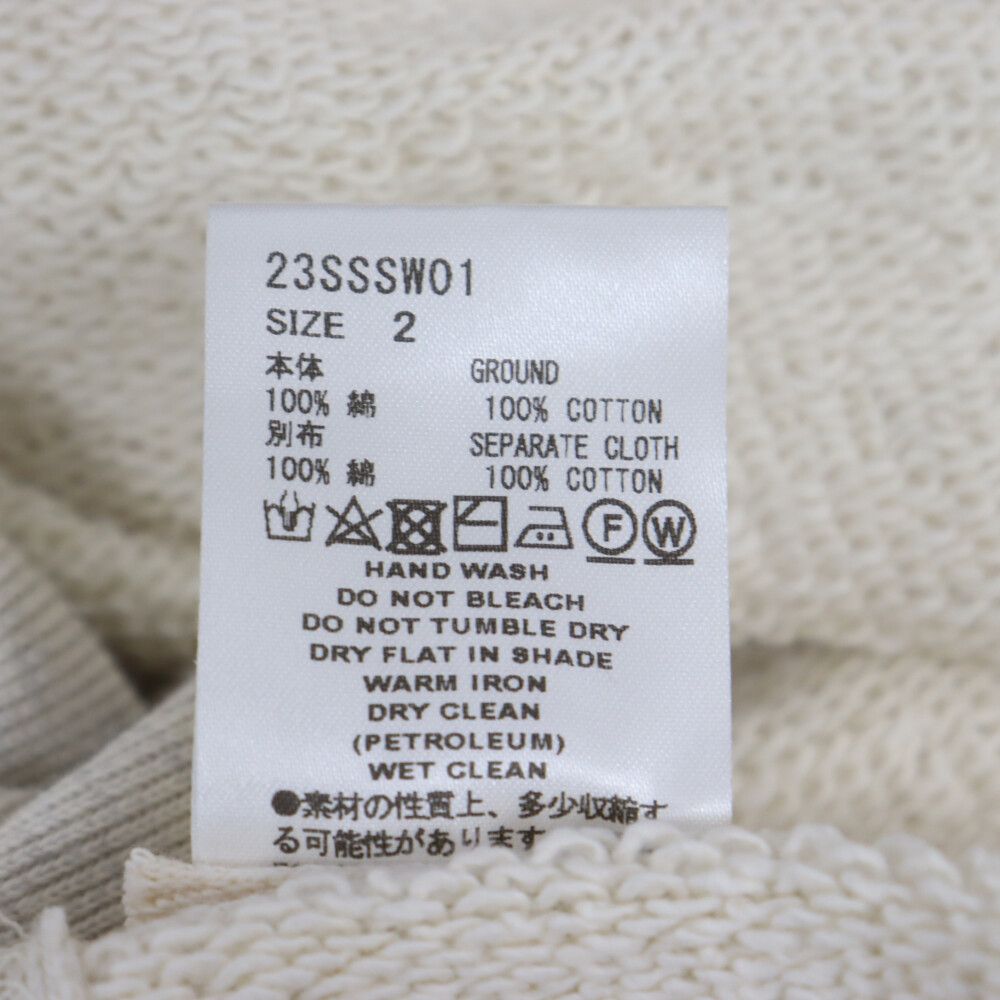 23SSSW01
SIZE 2
本体 GROUND
100% 綿 100% COTTON
別布 SEPARATE CLOTH
100% 綿 100% COTTON
F W
HAND WASH
DO NOT BLEACH
DO NOT TUMBLE DRY
DRY FLAT IN SHADE
WARM IRON
DRY CLEAN
(PETROLEUM)
WET CLEAN
●素材の性質上、多少収縮す
る可能性があります